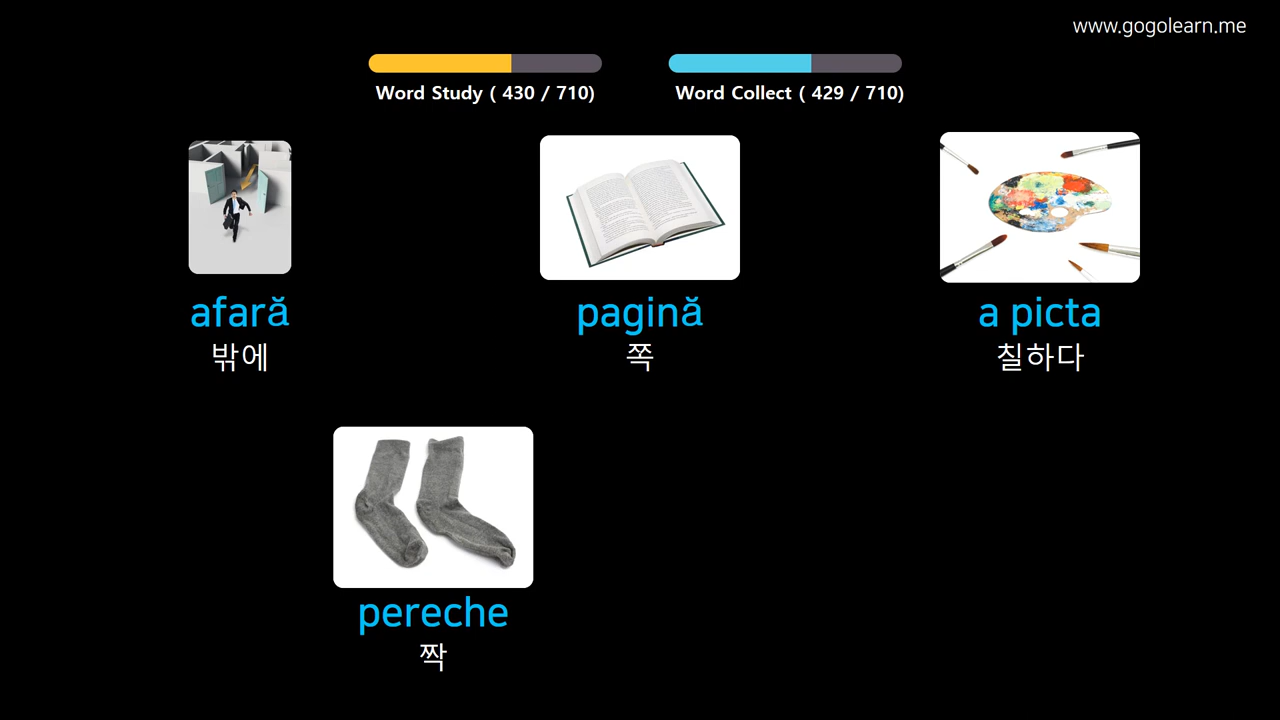 www.gogolearn.me
Word Study ( 430 / 710)
Word Collect ( 429 / 710)
afară
밖에
pagină
쪽
a picta
칠하다
pereche
짝